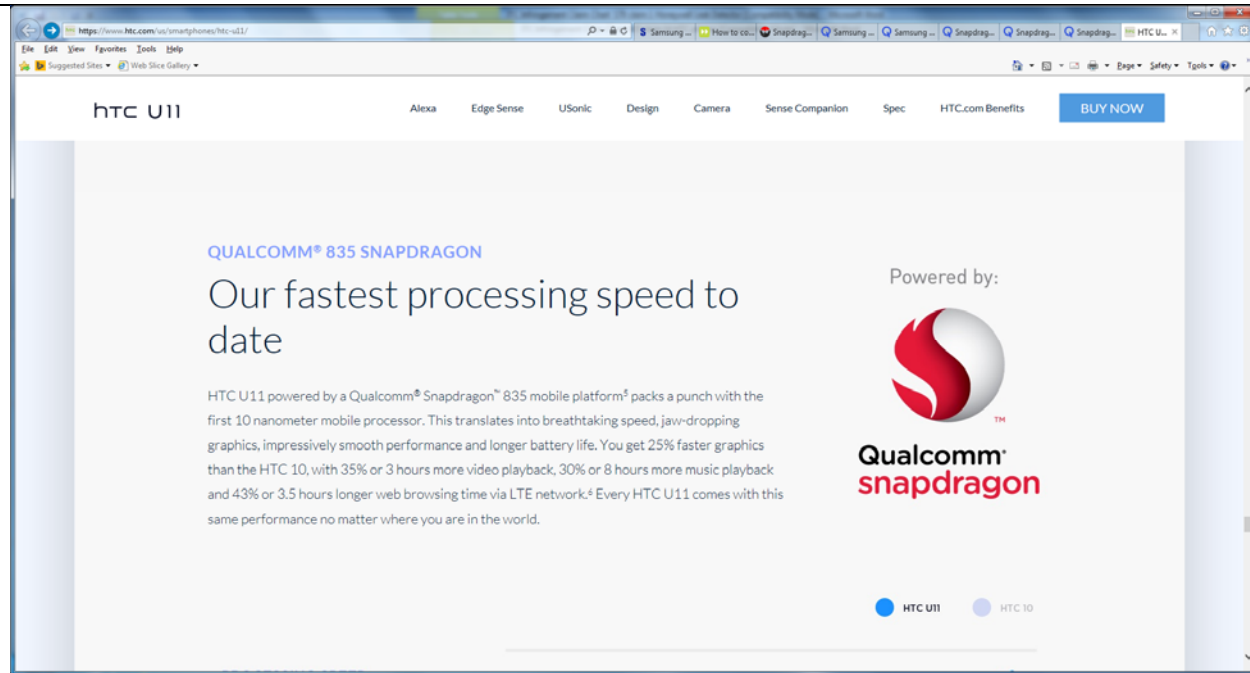 https://www.htc.com/us/smartphones/htc-u11/
Samsung ...
How to co...
Snapdrag...
Samsung ...
Samsung ...
Snapdrag...
Snapdrag...
Snapdrag...
HTC U...
File Edit View Favorites Tools Help
Suggested Sites Web Slice Gallery
Page Safety Tools
hTC U11
Alexa Edge Sense USonic Design Camera Sense Companion Spec HTC.com Benefits BUY NOW
QUALCOMM® 835 SNAPDRAGON
Our fastest processing speed to
date
HTC U11 powered by a Qualcomm® Snapdragon™ 835 mobile platform⁵ packs a punch with the
first 10 nanometer mobile processor. This translates into breathtaking speed, jaw-dropping
graphics, impressively smooth performance and longer battery life. You get 25% faster graphics
than the HTC 10, with 35% or 3 hours more video playback, 30% or 8 hours more music playback
and 43% or 3.5 hours longer web browsing time via LTE network.⁶ Every HTC U11 comes with this
same performance no matter where you are in the world.
Powered by:
TM
Qualcomm
snapdragon
HTC U11
HTC 10